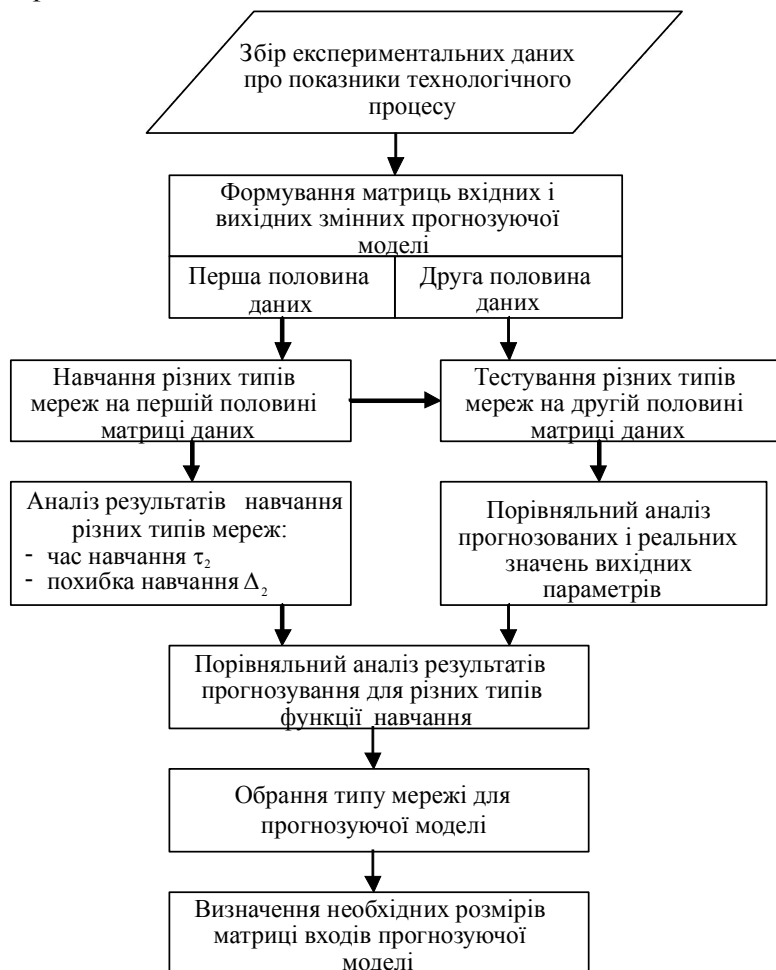 Збір експериментальних даних
про показники технологічного
процесу
Формування матриць вхідних і
вихідних змінних прогнозуючої
моделі
Перша половина
даних
Друга половина
даних
Навчання різних типів
мереж на першій половині
матриці даних
Тестування різних типів
мереж на другій половині
матриці даних
Аналіз результатів навчання
різних типів мереж:
- час навчання τ₂
- похибка навчання Δ₂
Порівняльний аналіз
прогнозованих і реальних
значень вихідних
параметрів
Порівняльний аналіз результатів
прогнозування для різних типів
функції навчання
Обрання типу мережі для
прогнозуючої моделі
Визначення необхідних розмірів
матриці входів прогнозуючої
моделі